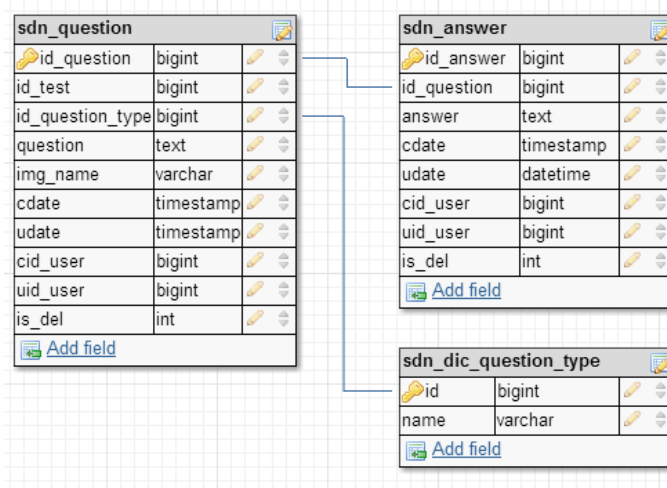 sdn_question
id_question bigint
id_test bigint
id_question_type bigint
question text
img_name varchar
cdate timestamp
udate timestamp
cid_user bigint
uid_user bigint
is_del int
Add field
sdn_answer
id_answer bigint
id_question bigint
answer text
cdate timestamp
udate datetime
cid_user bigint
uid_user bigint
is_del int
Add field
sdn_dic_question_type
id bigint
name varchar
Add field